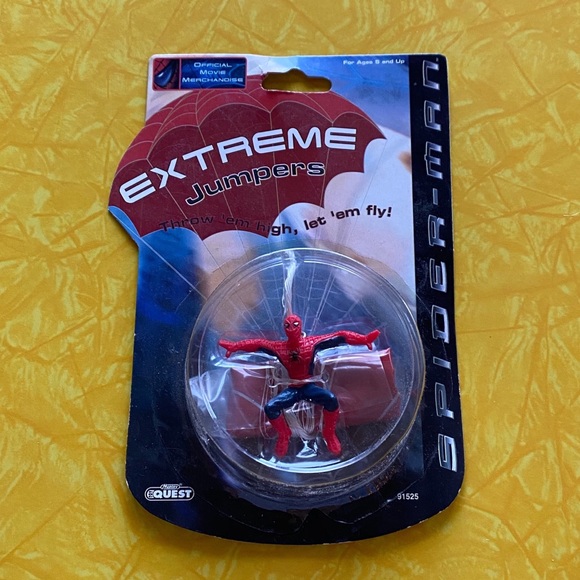 OFFICIAL
MOVIE
MERCHANDISE
For Ages 5 and Up
EXTREME
Jumpers
Throw 'em high, let 'em fly!
SPIDER-MAN
QUEST
91525